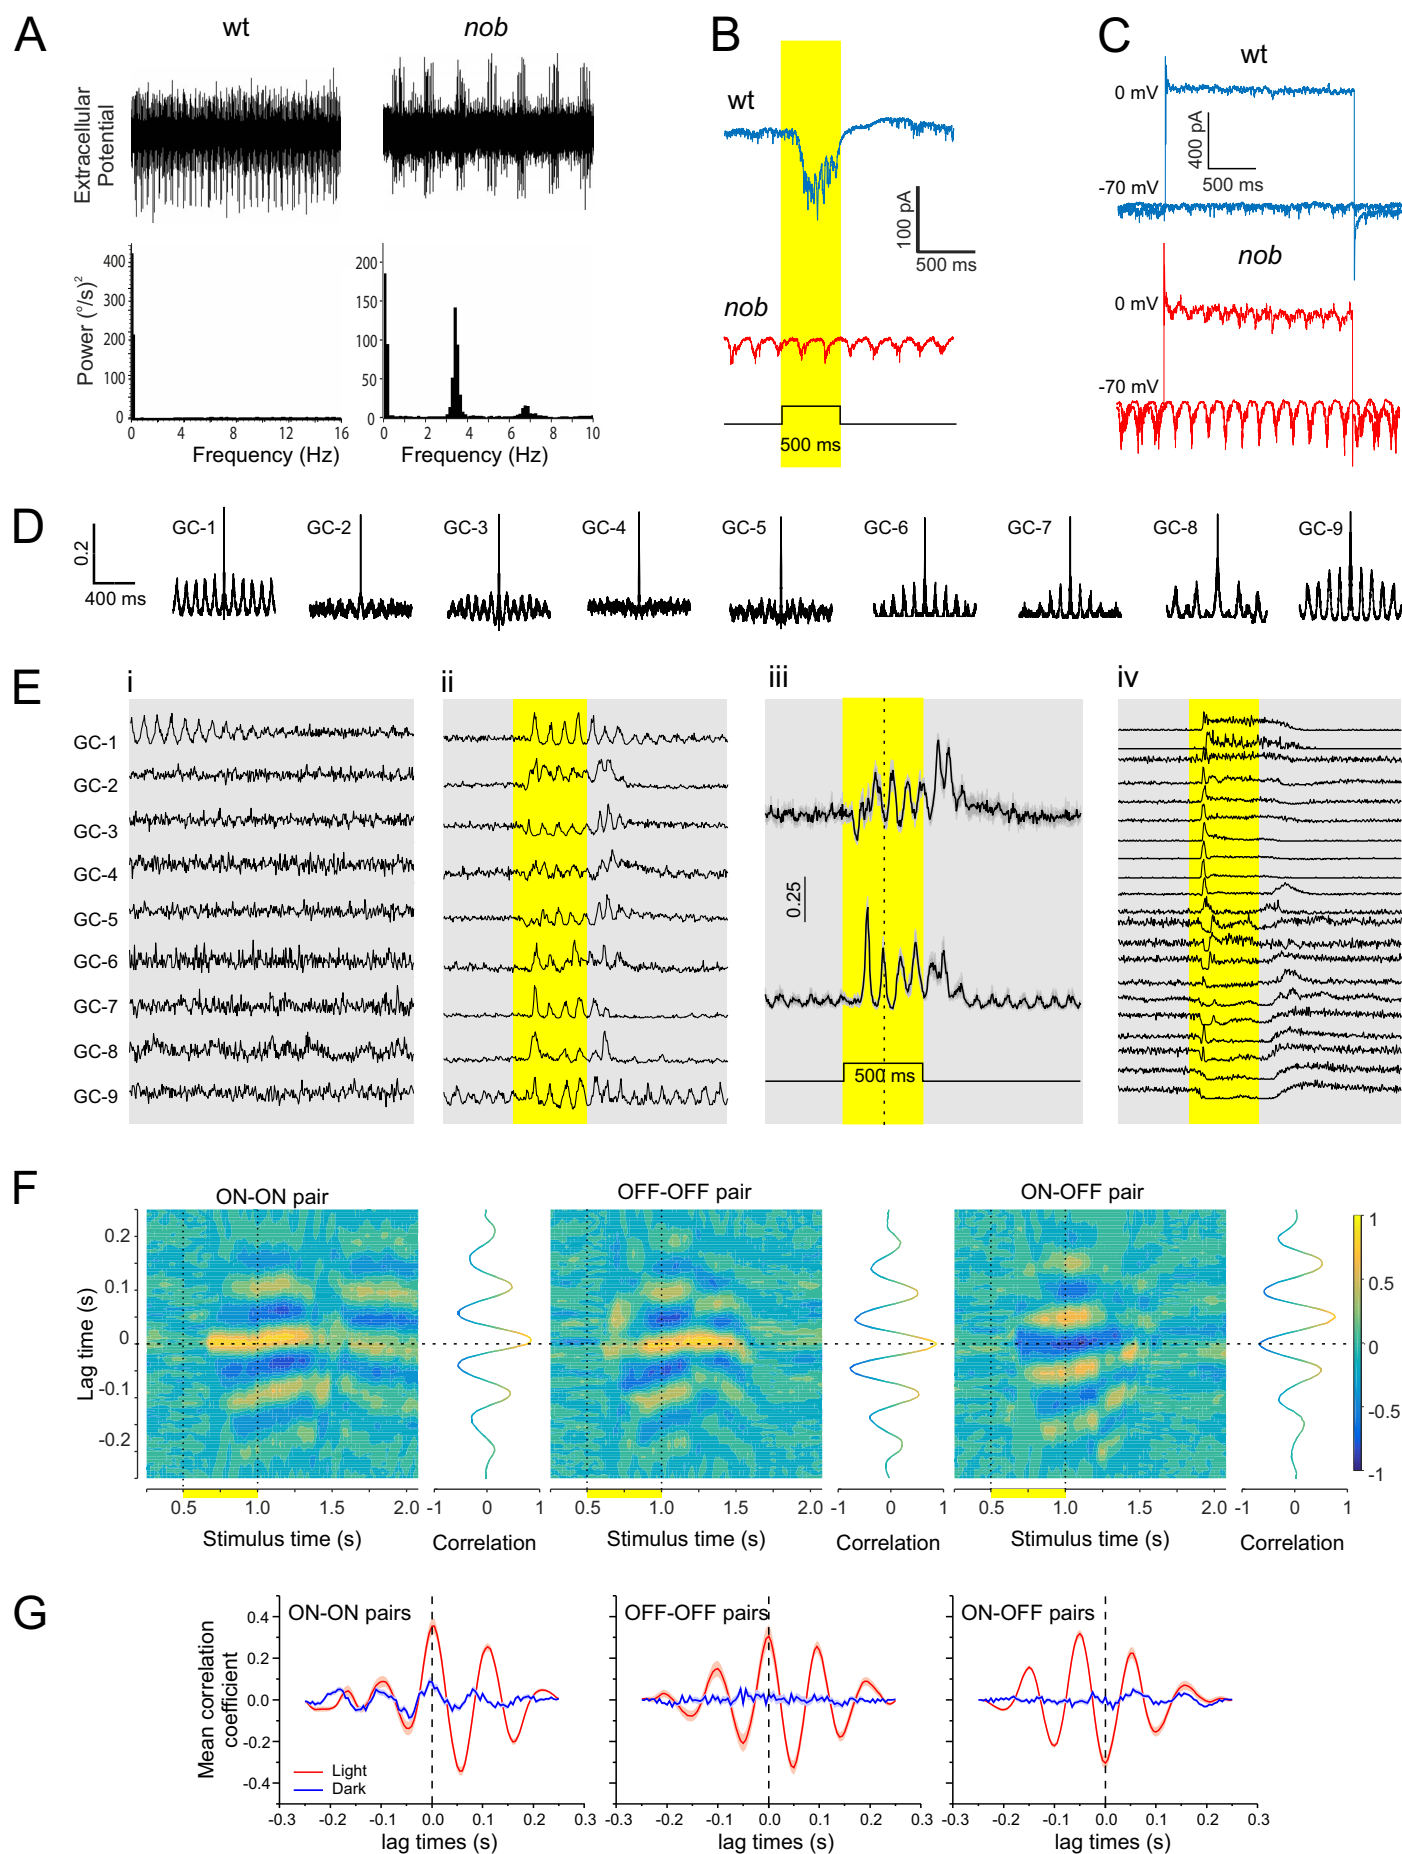 A
wt
nob
Extracellular
Potential
Power (°/s)²
400
300
200
100
0
0
4
8
12
16
Frequency (Hz)
200
150
100
50
0
0
2
4
6
8
10
Frequency (Hz)
B
wt
nob
100 pA
500 ms
500 ms
C
wt
0 mV
400 pA
500 ms
-70 mV
nob
0 mV
-70 mV
D
0.2
400 ms
GC-1
GC-2
GC-3
GC-4
GC-5
GC-6
GC-7
GC-8
GC-9
E
i
ii
iii
iv
GC-1
GC-2
GC-3
GC-4
GC-5
GC-6
GC-7
GC-8
GC-9
0.25
500 ms
F
ON-ON pair
OFF-OFF pair
ON-OFF pair
Lag time (s)
0.2
0.1
0
-0.1
-0.2
0.5
1.0
1.5
2.0
Stimulus time (s)
-1
0
1
Correlation
0.5
1.0
1.5
2.0
Stimulus time (s)
-1
0
1
Correlation
0.5
1.0
1.5
2.0
Stimulus time (s)
-1
0
1
Correlation
1
0.5
0
-0.5
-1
G
Mean correlation
coefficient
ON-ON pairs
OFF-OFF pairs
ON-OFF pairs
0.4
0.2
0.0
-0.2
-0.4
Light
Dark
-0.3
-0.2
-0.1
0.0
0.1
0.2
0.3
lag times (s)
-0.3
-0.2
-0.1
0.0
0.1
0.2
0.3
lag times (s)
-0.3
-0.2
-0.1
0.0
0.1
0.2
0.3
lag times (s)